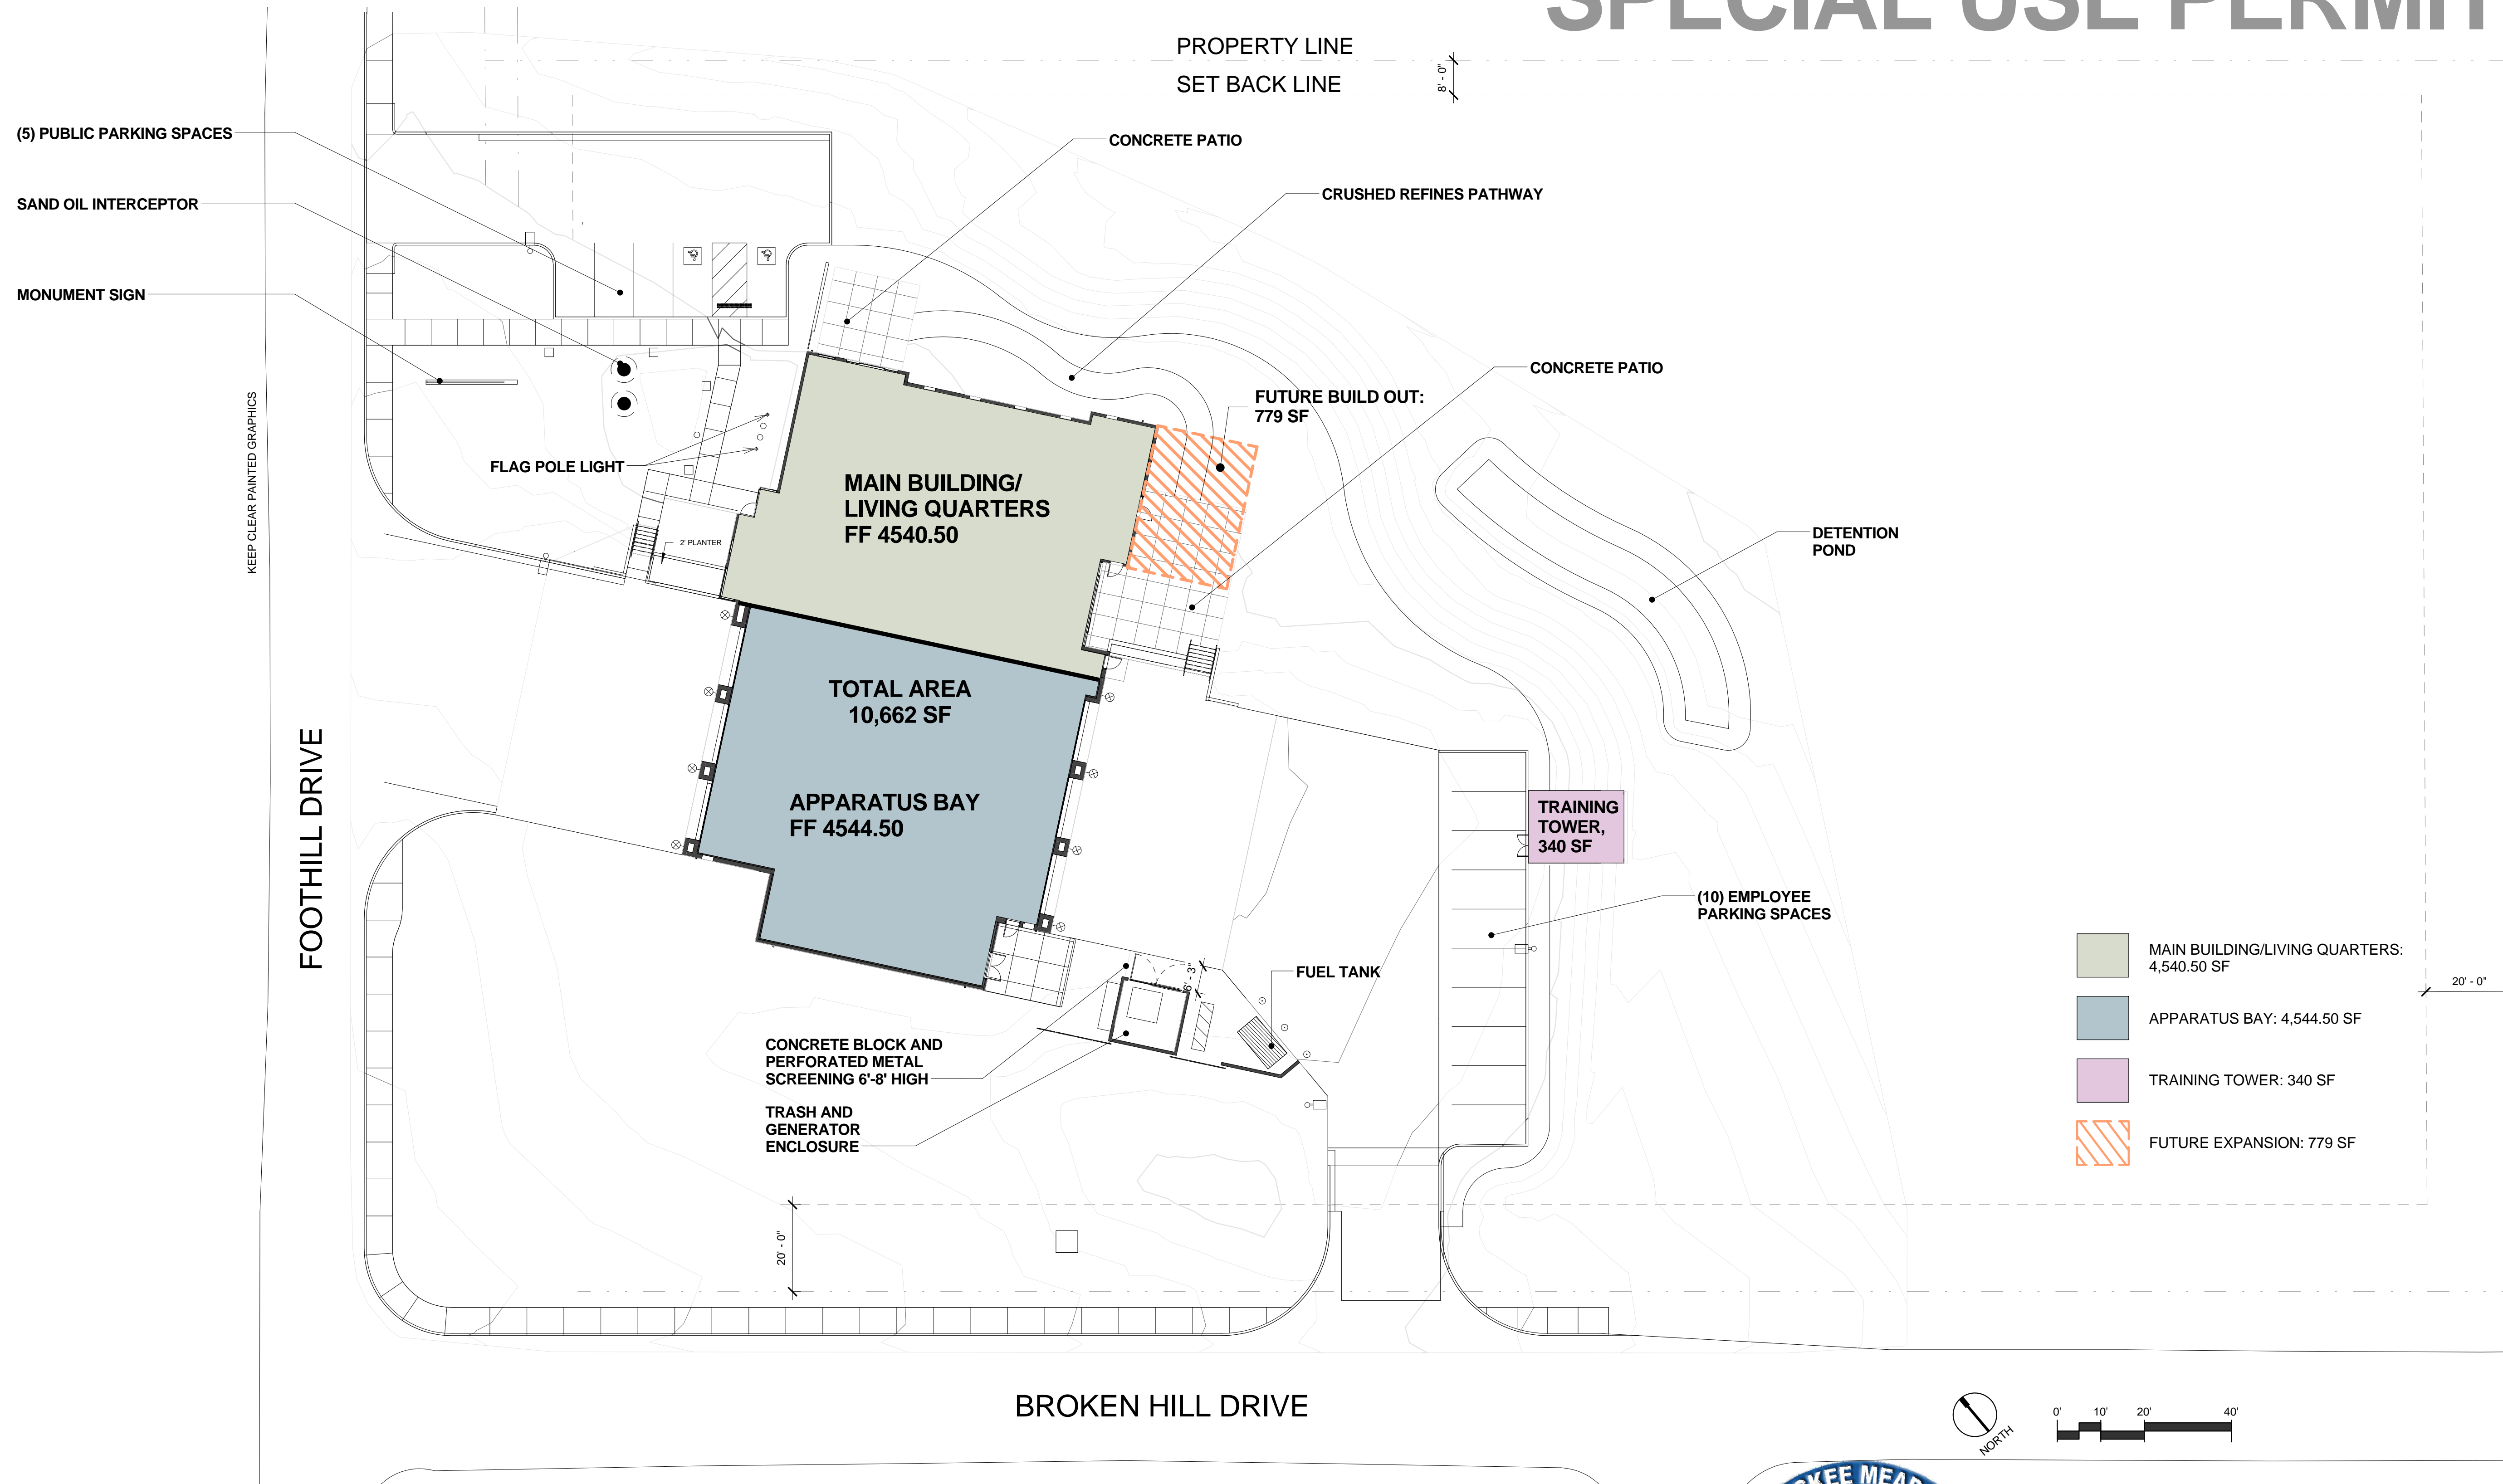 SPECIAL USE PERMIT
PROPERTY LINE
SET BACK LINE
8' - 0"
(5) PUBLIC PARKING SPACES
CONCRETE PATIO
CRUSHED REFINES PATHWAY
SAND OIL INTERCEPTOR
MONUMENT SIGN
CONCRETE PATIO
FUTURE BUILD OUT:
779 SF
KEEP CLEAR PAINTED GRAPHICS
FLAG POLE LIGHT
MAIN BUILDING/
LIVING QUARTERS
FF 4540.50
2' PLANTER
DETENTION
POND
TOTAL AREA
10,662 SF
FOOTHILL DRIVE
APPARATUS BAY
FF 4544.50
TRAINING
TOWER,
340 SF
(10) EMPLOYEE
PARKING SPACES
MAIN BUILDING/LIVING QUARTERS:
4,540.50 SF
20' - 0"
6' - 3"
FUEL TANK
APPARATUS BAY: 4,544.50 SF
CONCRETE BLOCK AND
PERFORATED METAL
SCREENING 6'-8' HIGH
TRAINING TOWER: 340 SF
TRASH AND
GENERATOR
ENCLOSURE
FUTURE EXPANSION: 779 SF
20' - 0"
BROKEN HILL DRIVE
NORTH
0' 10' 20' 40'